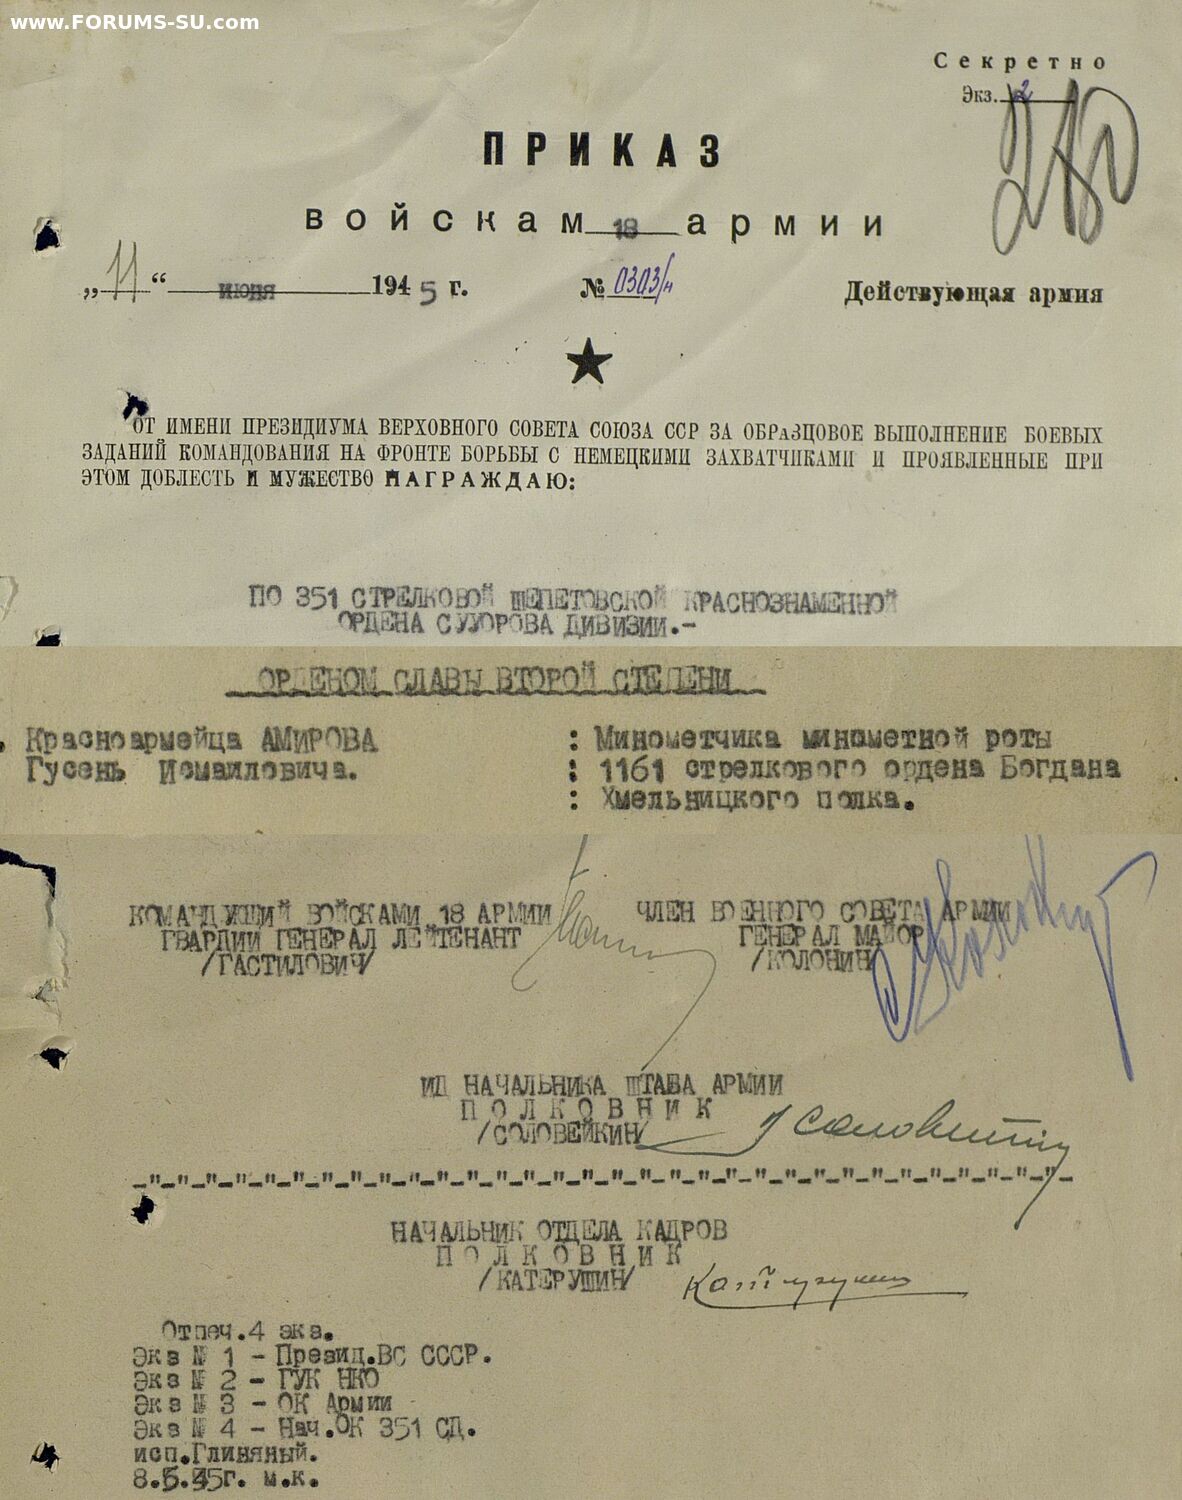 www.FORUMS-SU.com
Секретно
Экз. 2
280
ПРИКАЗ
войскам 18 армии
„11“ июня 1945 г. № 0303/н Действующая армия
ОТ ИМЕНИ ПРЕЗИДИУМА ВЕРХОВНОГО СОВЕТА СОЮЗА ССР ЗА ОБРАЗЦОВОЕ ВЫПОЛНЕНИЕ БОЕВЫХ
ЗАДАНИЙ КОМАНДОВАНИЯ НА ФРОНТЕ БОРЬБЫ С НЕМЕЦКИМИ ЗАХВАТЧИКАМИ И ПРОЯВЛЕННЫЕ ПРИ
ЭТОМ ДОБЛЕСТЬ И МУЖЕСТВО НАГРАЖДАЮ:
ПО 351 СТРЕЛКОВОЙ ШЕПЕТОВСКОЙ КРАСНОЗНАМЕННОЙ
ОРДЕНА СУВОРОВА ДИВИЗИИ.-
ОРДЕНОМ СЛАВЫ ВТОРОЙ СТЕПЕНИ
Красноармейца АМИРОВА : Минометчика минометной роты
Гусень Исмаиловича. : 1161 стрелкового ордена Богдана
: Хмельницкого полка.
КОМАНДУЮЩИЙ ВОЙСКАМИ 18 АРМИИ ЧЛЕН ВОЕННОГО СОВЕТА АРМИИ
ГВАРДИИ ГЕНЕРАЛ ЛЕЙТЕНАНТ ГЕНЕРАЛ МАЙОР
/ГАСТИЛОВИЧ/ /КОЛОНИН/
ИД НАЧАЛЬНИКА ШТАБА АРМИИ
ПОЛКОВНИК
/СОЛОВЕЙКИН/
НАЧАЛЬНИК ОТДЕЛА КАДРОВ
ПОЛКОВНИК
/КАТЕРУШИН/ Катерушин
Отпеч.4 экз.
Экз № 1 - Презид.ВС СССР.
Экз № 2 - ГУК НКО
Экз № 3 - ОК Армии
Экз № 4 - Нач.ОК 351 СД.
исп.Глиняный.
8.5.45г. м.к.